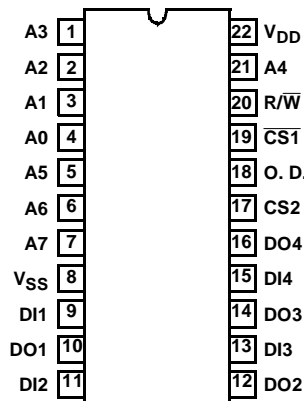 A3 1 22 VDD
A2 2 21 A4
A1 3 20 R/W̅
A0 4 19 C̅S̅1̅
A5 5 18 O. D.
A6 6 17 CS2
A7 7 16 DO4
VSS 8 15 DI4
DI1 9 14 DO3
DO1 10 13 DI3
DI2 11 12 DO2